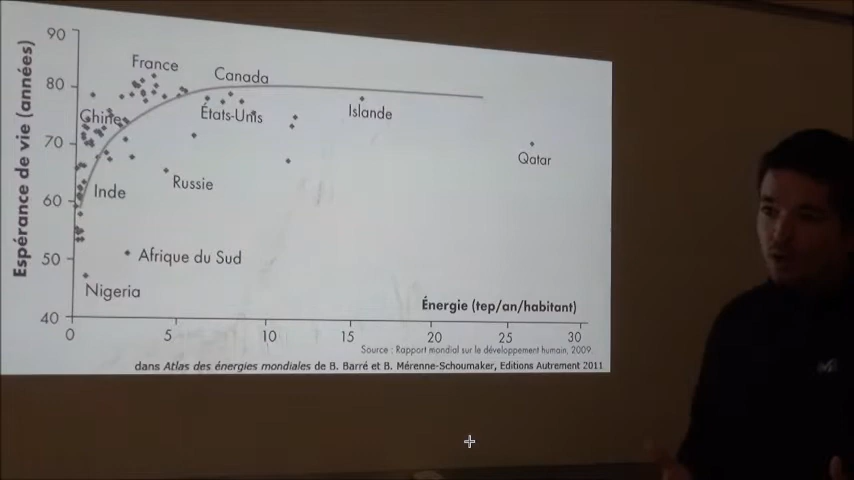 Espérance de vie (années)
90
80
70
60
50
40
France
Canada
Chine
États-Unis
Islande
Qatar
Inde
Russie
Afrique du Sud
Nigeria
Énergie (tep/an/habitant)
0 5 10 15 20 25 30
Source : Rapport mondial sur le développement humain, 2009.
dans Atlas des énergies mondiales de B. Barré et B. Mérenne-Schoumaker, Editions Autrement 2011